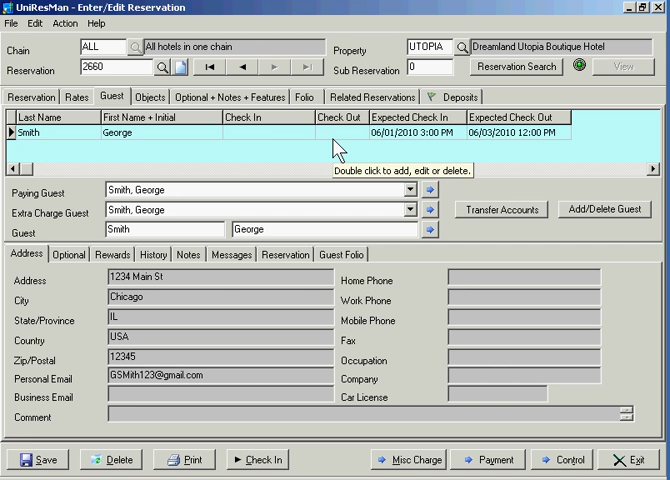 UniResMan - Enter/Edit Reservation
File Edit Action Help
Chain ALL All hotels in one chain Property UTOPIA Dreamland Utopia Boutique Hotel
Reservation 2660 Sub Reservation 0 Reservation Search View
Reservation Rates Guest Objects Optional + Notes + Features Folio Related Reservations Deposits
Last Name First Name + Initial Check In Check Out Expected Check In Expected Check Out
Smith George 06/01/2010 3:00 PM 06/03/2010 12:00 PM
Double click to add, edit or delete.
Paying Guest Smith, George
Extra Charge Guest Smith, George Transfer Accounts Add/Delete Guest
Guest Smith George
Address Optional Rewards History Notes Messages Reservation Guest Folio
Address 1234 Main St Home Phone
City Chicago Work Phone
State/Province IL Mobile Phone
Country USA Fax
Zip/Postal 12345 Occupation
Personal Email GSMith123@gmail.com Company
Business Email Car License
Comment
Save Delete Print Check In Misc Charge Payment Control Exit